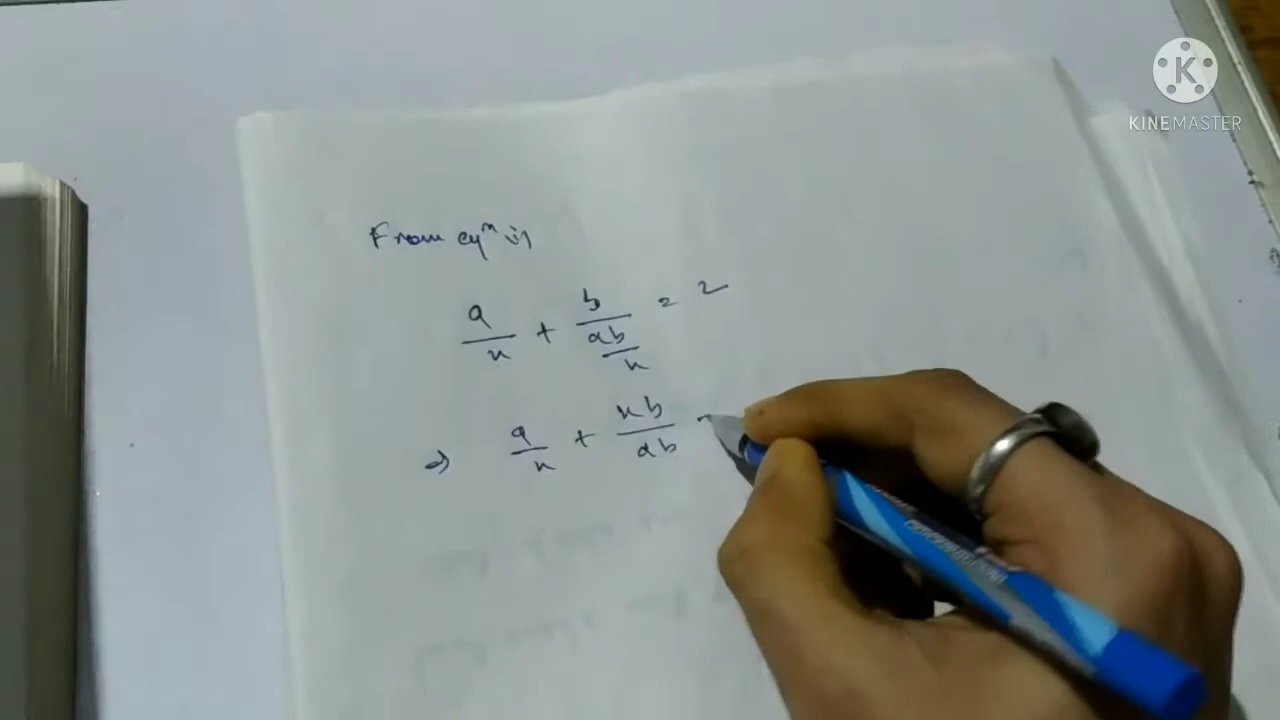 From eqⁿ (i)
a/x + b/(ab/x) = 2
⇒ a/x + xb/ab =
KINEMASTER